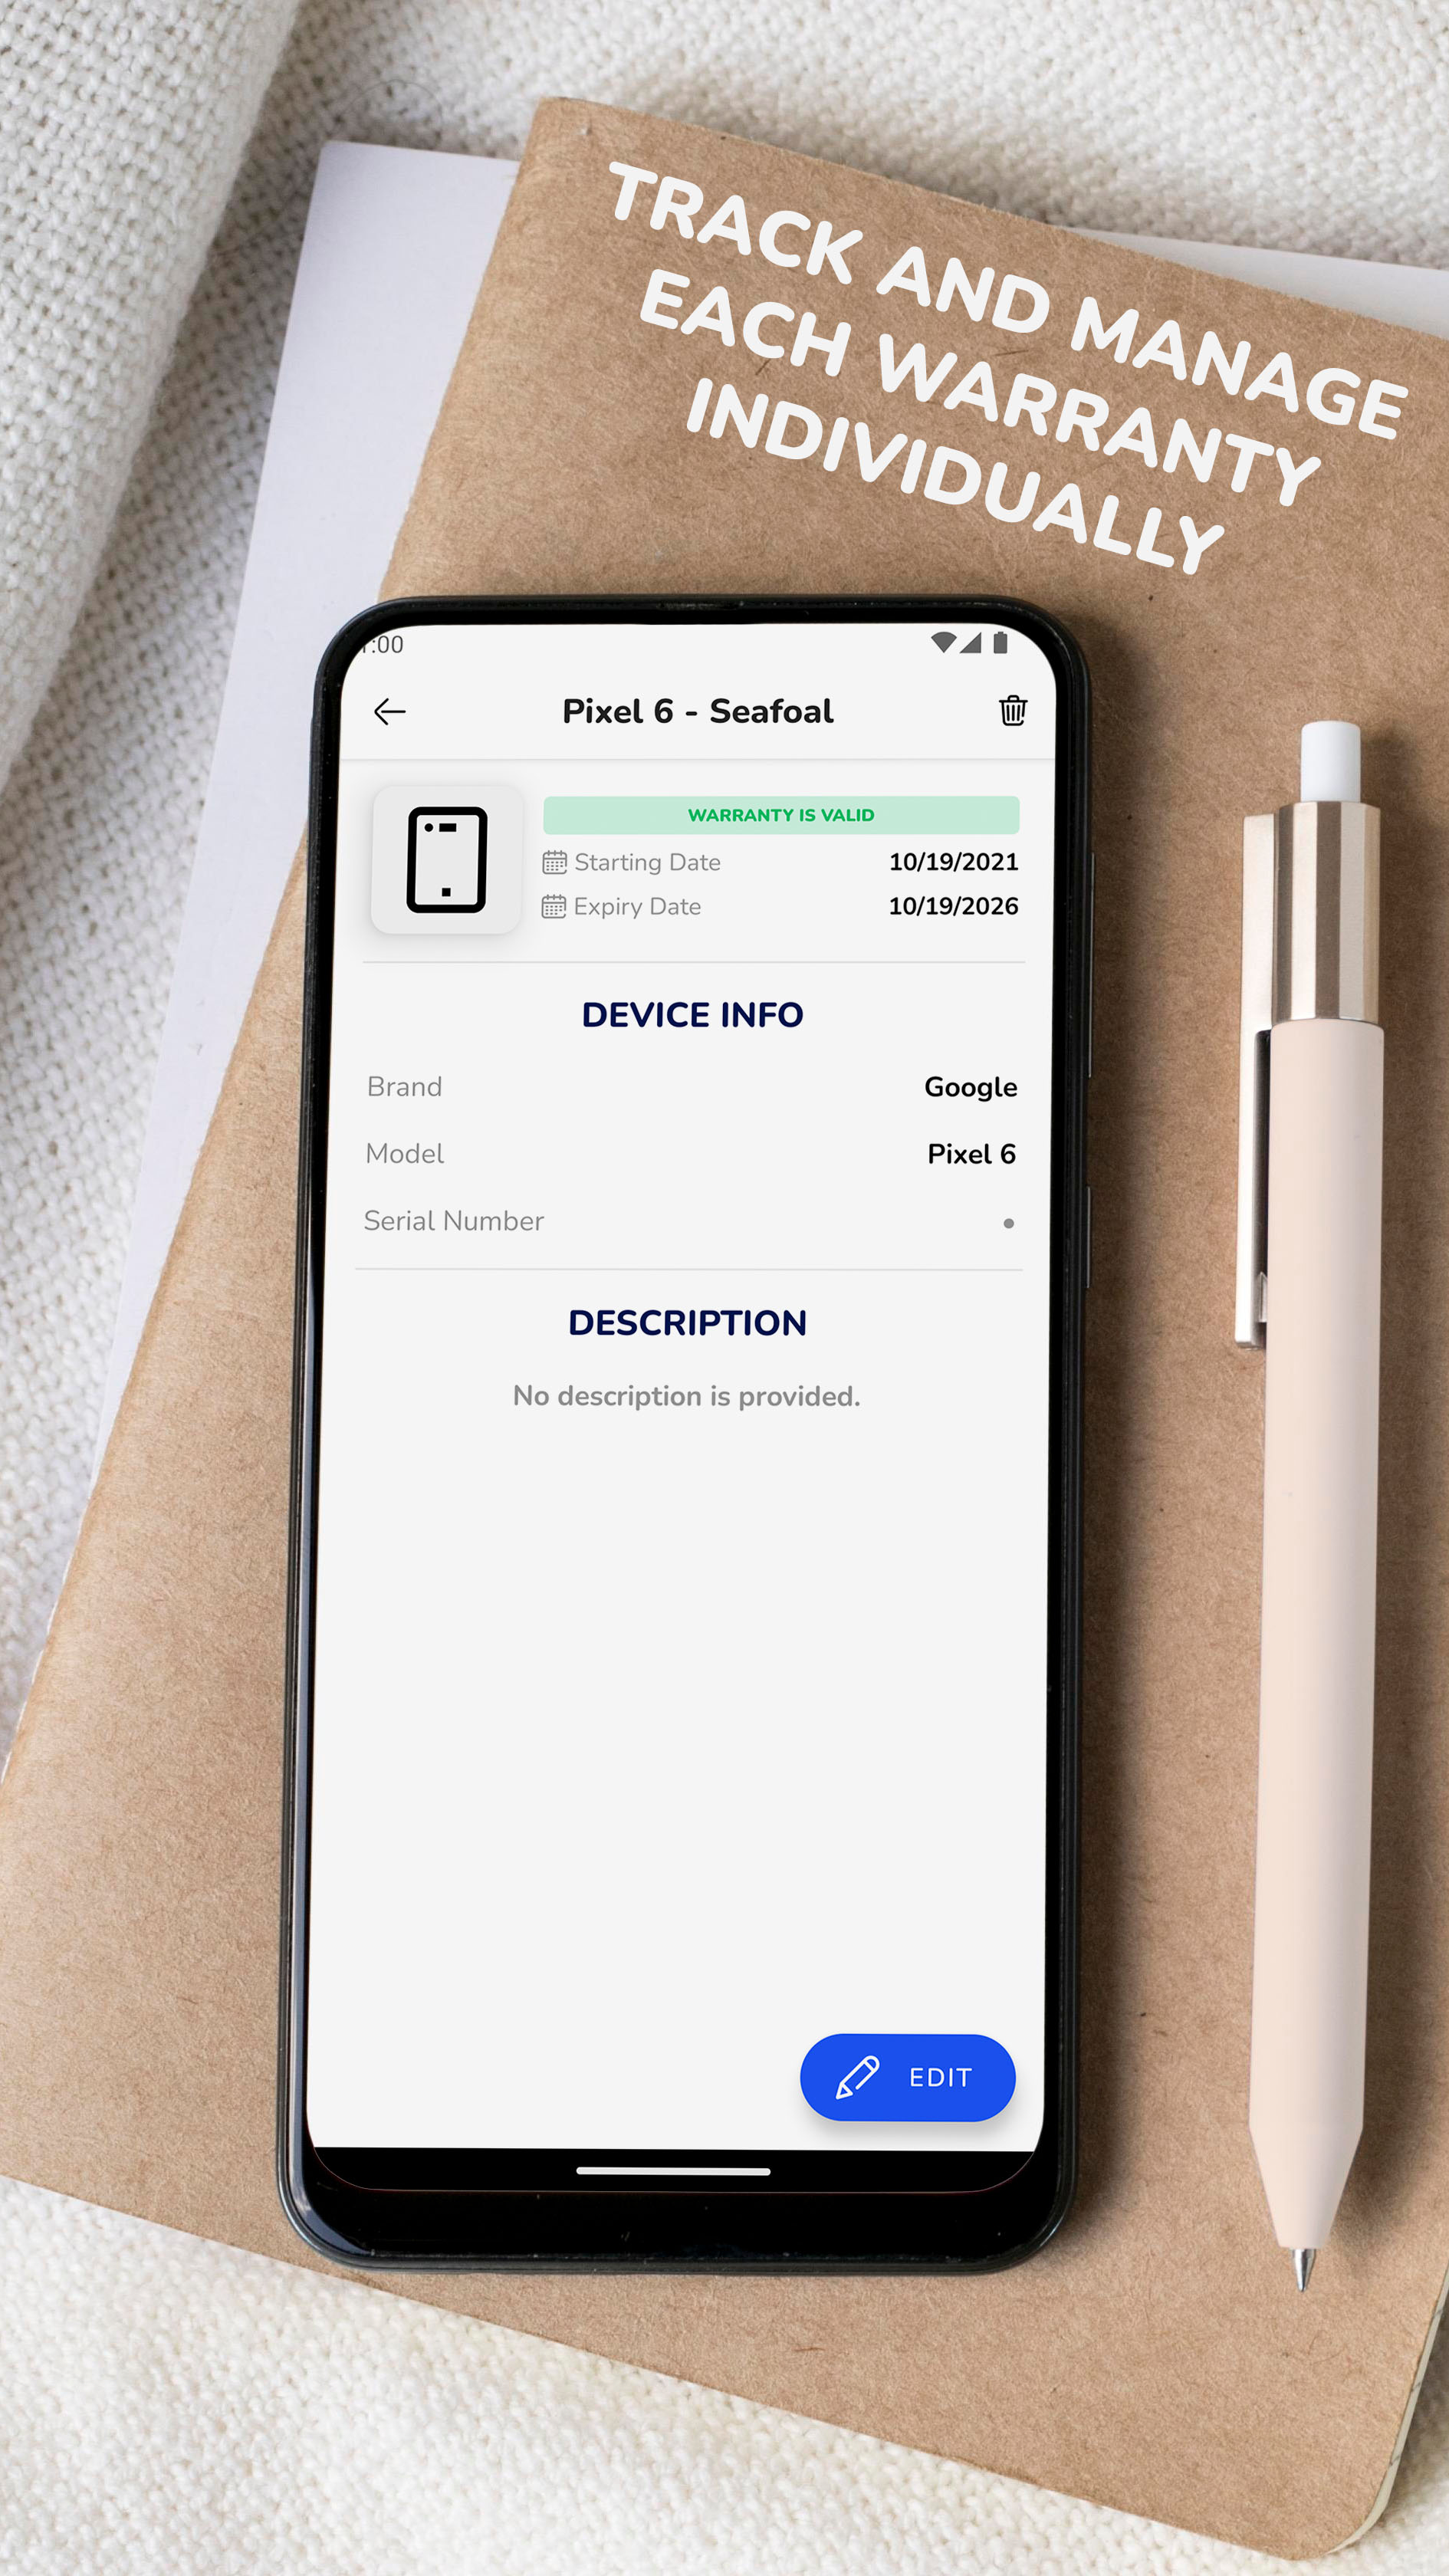 TRACK AND MANAGE
EACH WARRANTY
INDIVIDUALLY
:00
Pixel 6 - Seafoal
WARRANTY IS VALID
Starting Date 10/19/2021
Expiry Date 10/19/2026
DEVICE INFO
Brand Google
Model Pixel 6
Serial Number •
DESCRIPTION
No description is provided.
EDIT